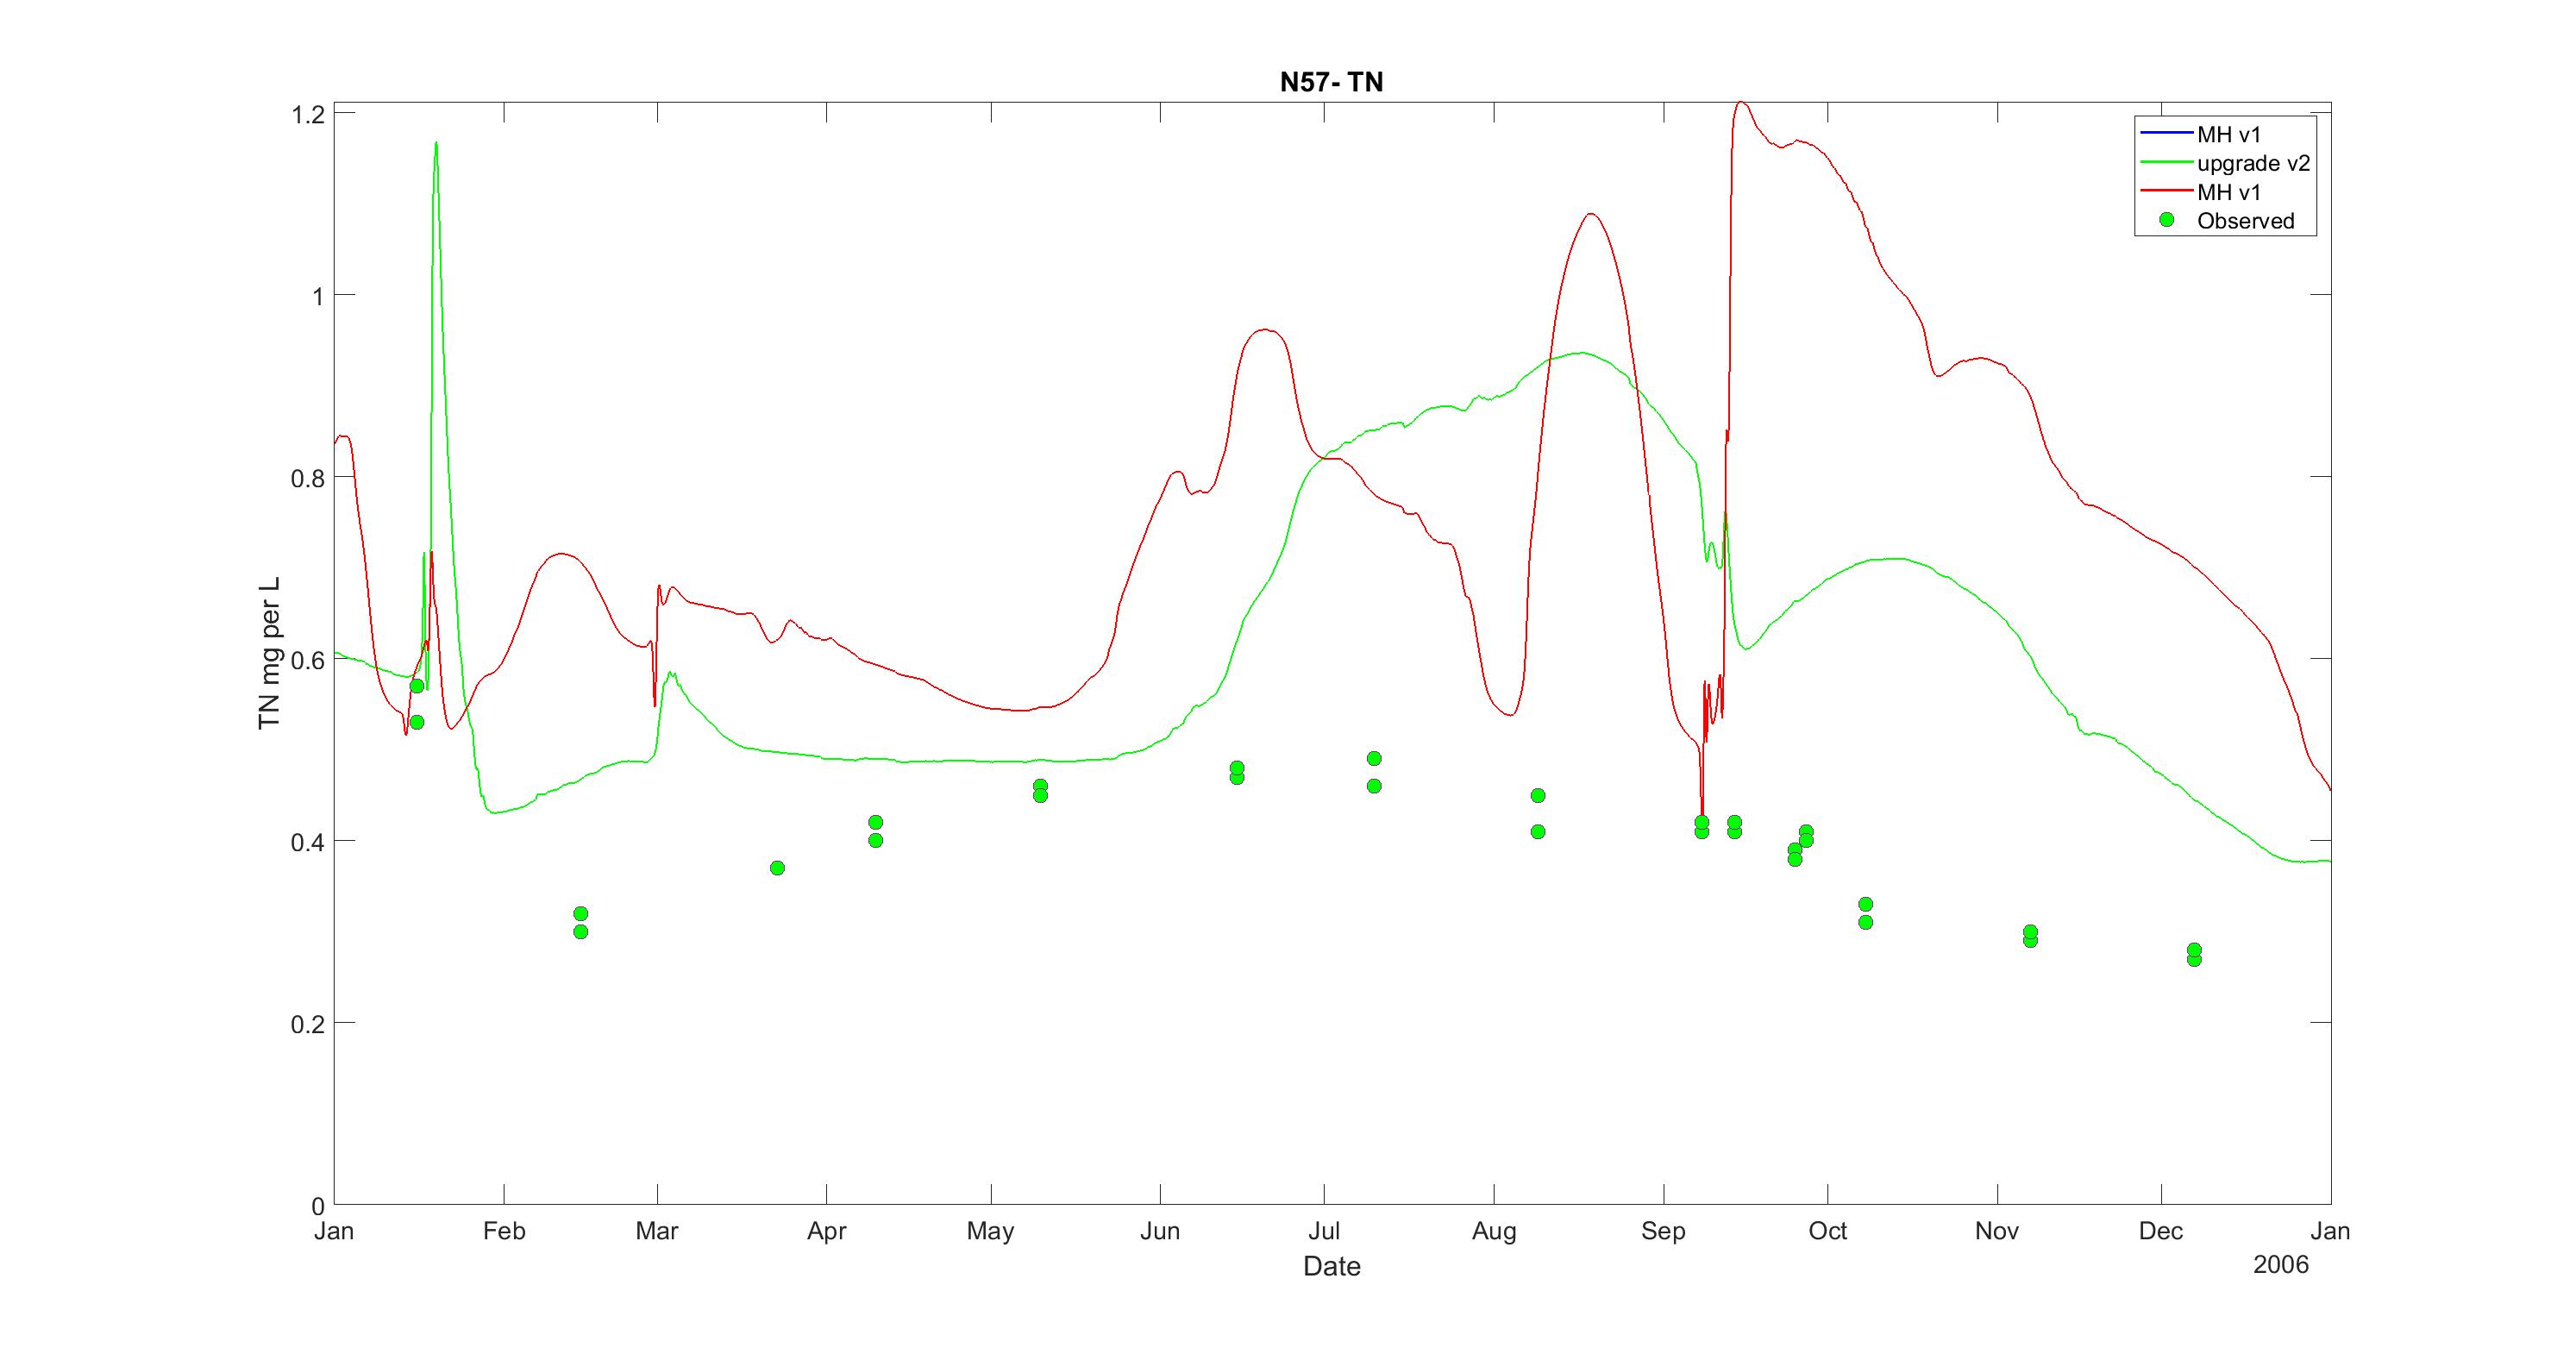 N57- TN
MH v1
upgrade v2
MH v1
Observed
TN mg per L
1.2
1
0.8
0.6
0.4
0.2
0
Jan Feb Mar Apr May Jun Jul Aug Sep Oct Nov Dec Jan
Date
2006